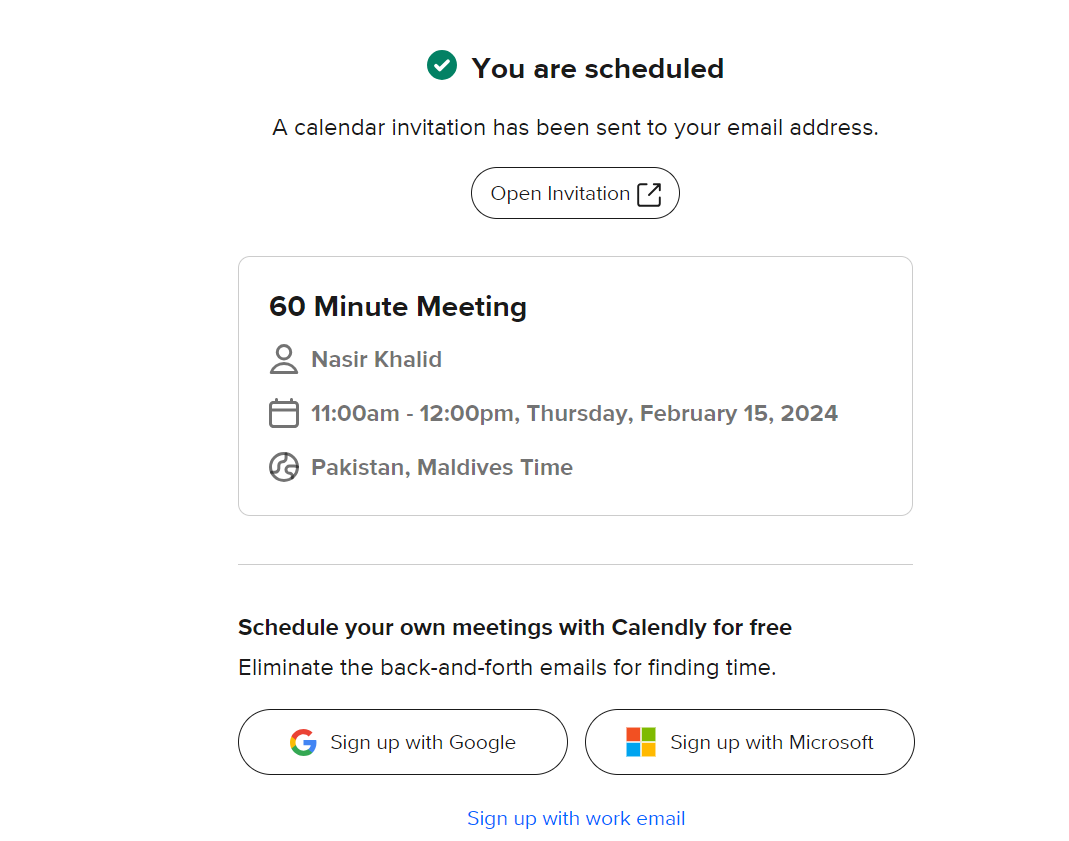 You are scheduled
A calendar invitation has been sent to your email address.
Open Invitation
60 Minute Meeting
Nasir Khalid
11:00am - 12:00pm, Thursday, February 15, 2024
Pakistan, Maldives Time
Schedule your own meetings with Calendly for free
Eliminate the back-and-forth emails for finding time.
Sign up with Google
Sign up with Microsoft
Sign up with work email